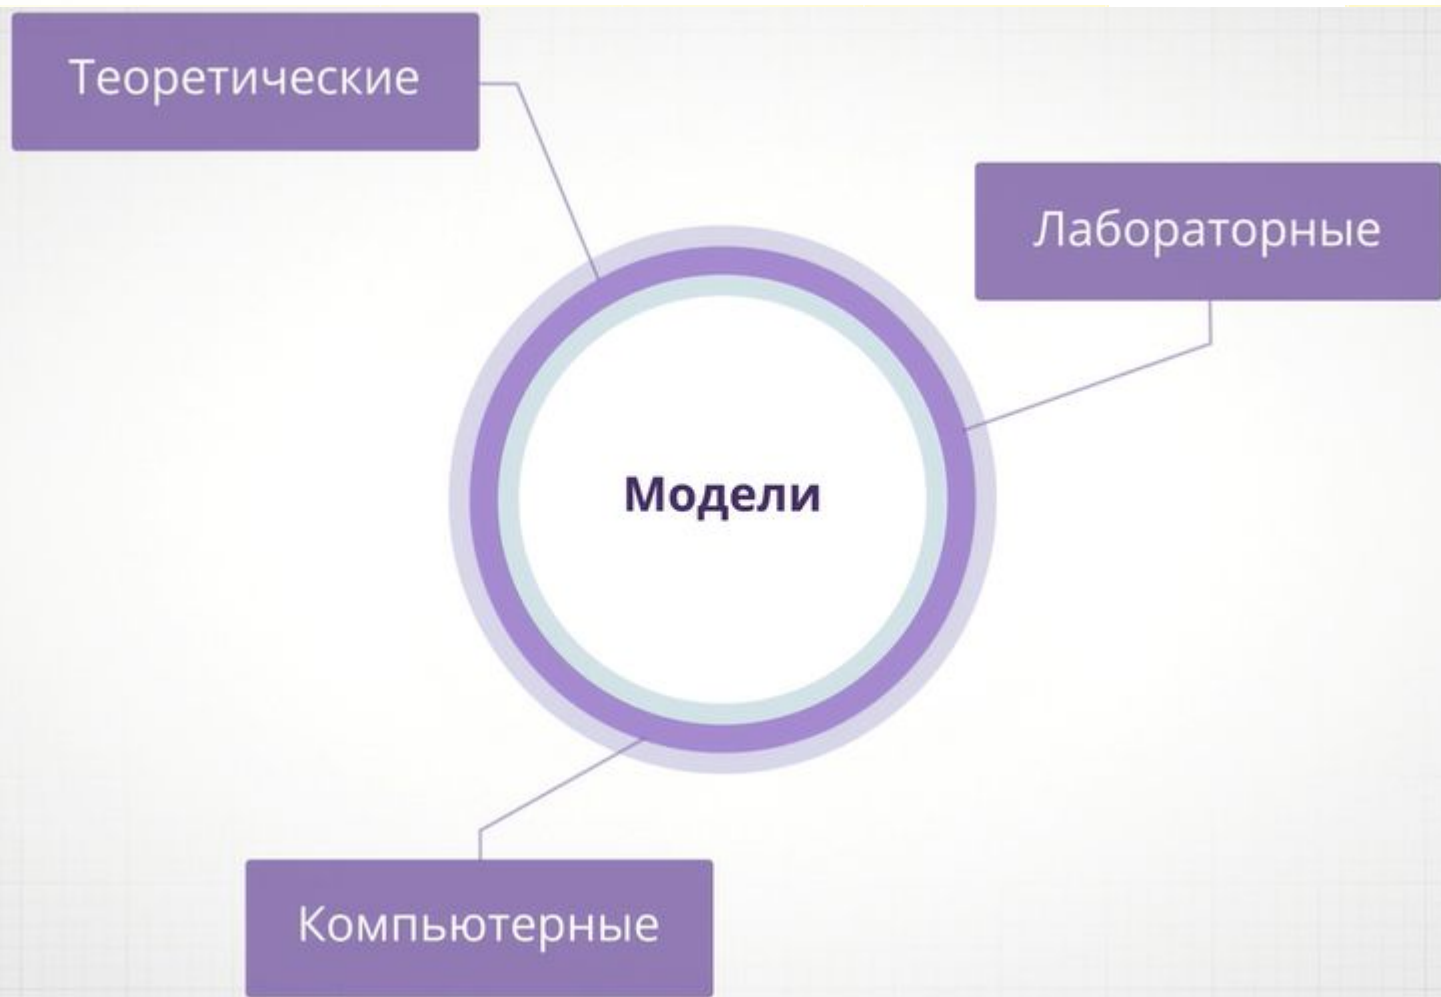 Теоретические
Лабораторные
Модели
Компьютерные